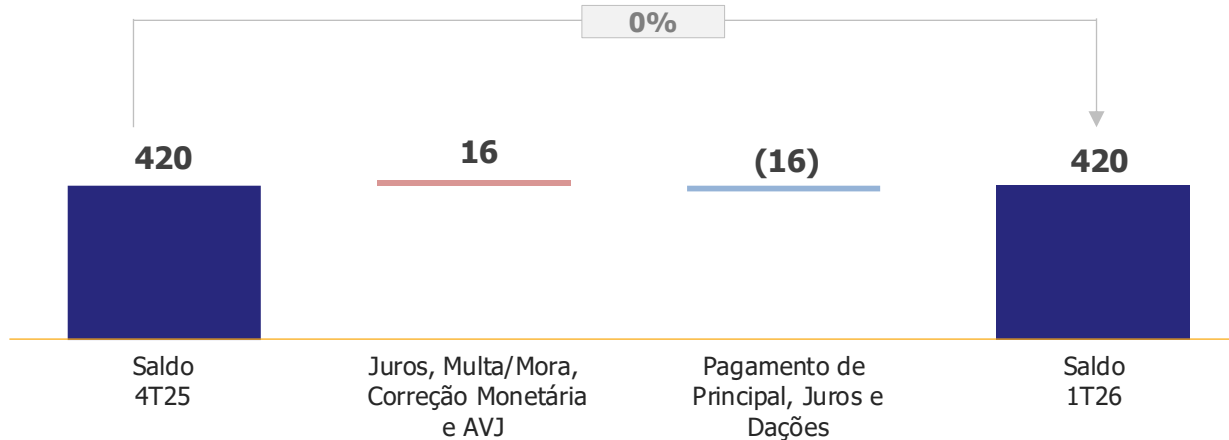 0%
420
16
(16)
420
Saldo
4T25
Juros, Multa/Mora,
Correção Monetária
e AVJ
Pagamento de
Principal, Juros e
Dações
Saldo
1T26